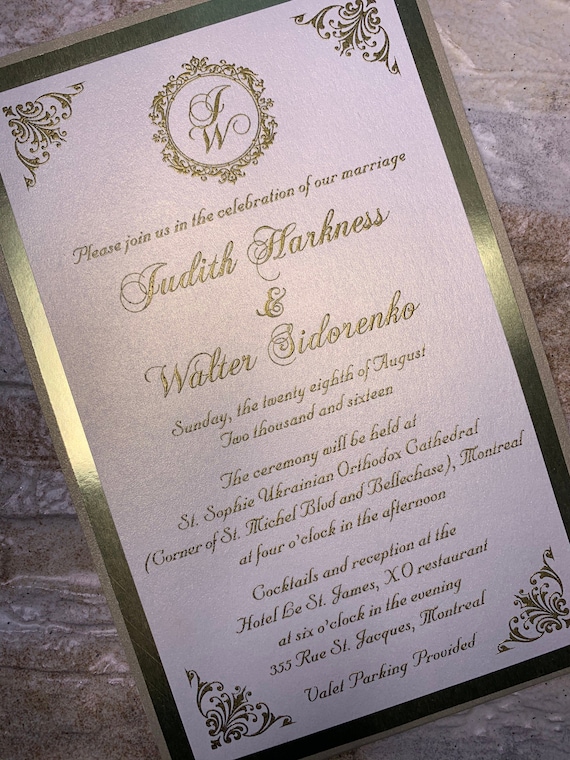 J
W
Please join us in the celebration of our marriage
Judith Harkness
&
Walter Sidorenko
Sunday, the twenty eighth of August
Two thousand and sixteen
The ceremony will be held at
St. Sophie Ukrainian Orthodox Cathedral
(Corner of St. Michel Blvd and Bellechase), Montreal
at four o'clock in the afternoon
Cocktails and reception at the
Hotel Le St. James, XO restaurant
at six o'clock in the evening
355 Rue St. Jacques, Montreal
Valet Parking Provided